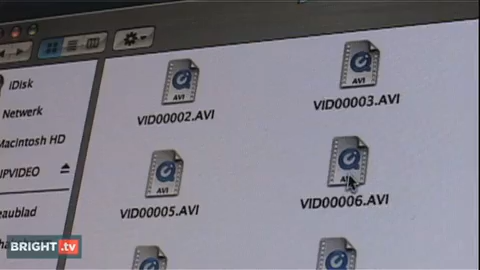 iDisk
Netwerk
Macintosh HD
IPVIDEO
eaublad
AVI
VID00002.AVI
AVI
VID00003.AVI
AVI
VID00005.AVI
AVI
VID00006.AVI
BRIGHT.tv